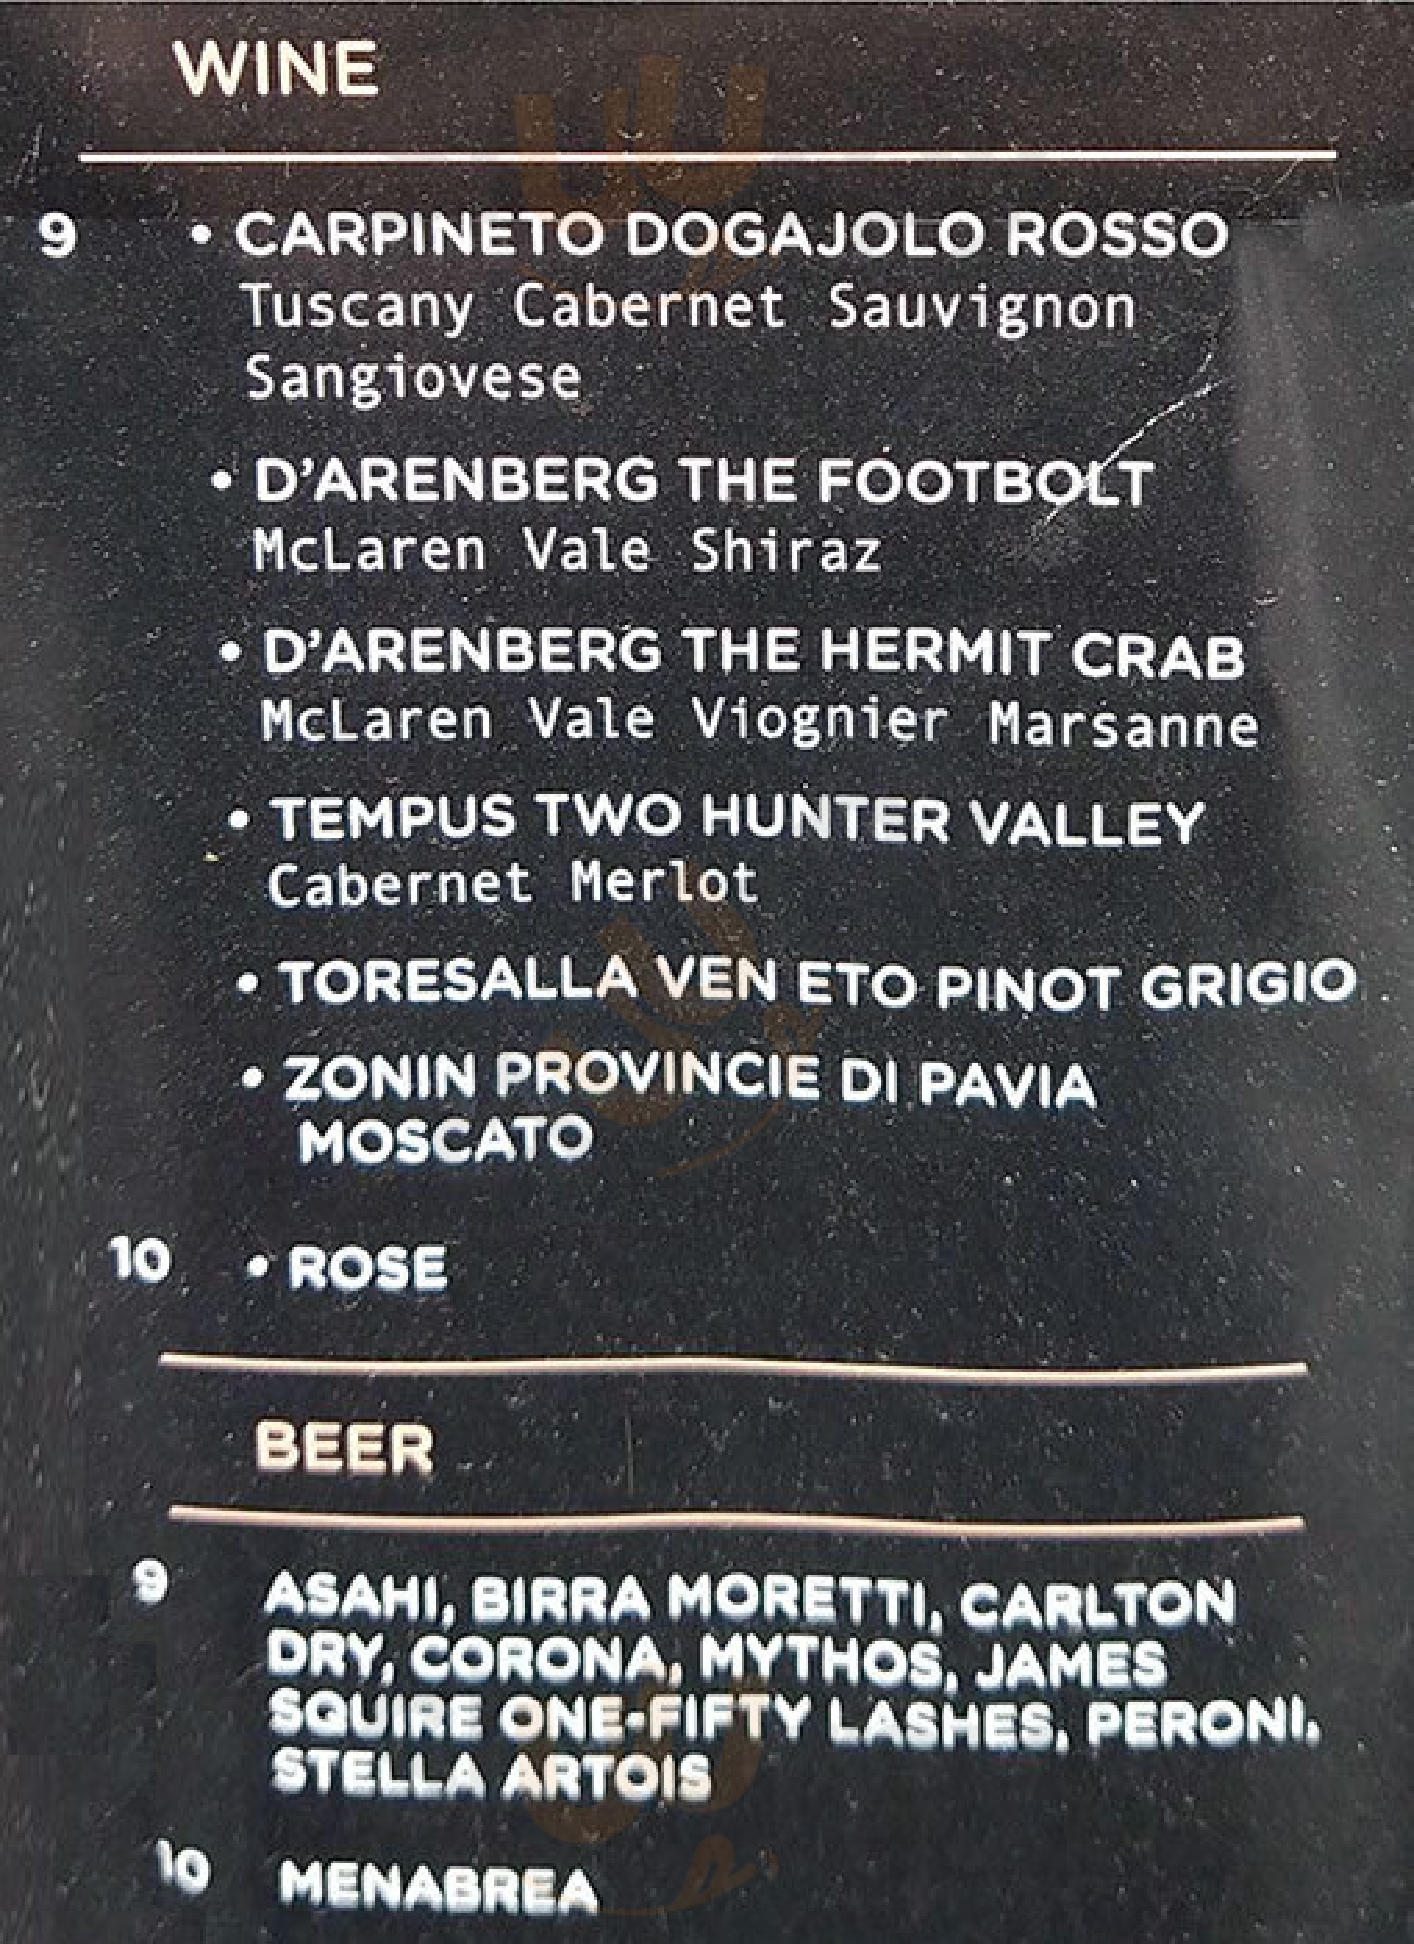 WINE
9 • CARPINETO DOGAJOLO ROSSO
Tuscany Cabernet Sauvignon
Sangiovese
• D'ARENBERG THE FOOTBOLT
McLaren Vale Shiraz
• D'ARENBERG THE HERMIT CRAB
McLaren Vale Viognier Marsanne
• TEMPUS TWO HUNTER VALLEY
Cabernet Merlot
• TORESALLA VEN ETO PINOT GRIGIO
• ZONIN PROVINCIE DI PAVIA
MOSCATO
10 • ROSE
BEER
9 ASAHI, BIRRA MORETTI, CARLTON
DRY, CORONA, MYTHOS, JAMES
SQUIRE ONE-FIFTY LASHES, PERONI,
STELLA ARTOIS
10 MENABREA